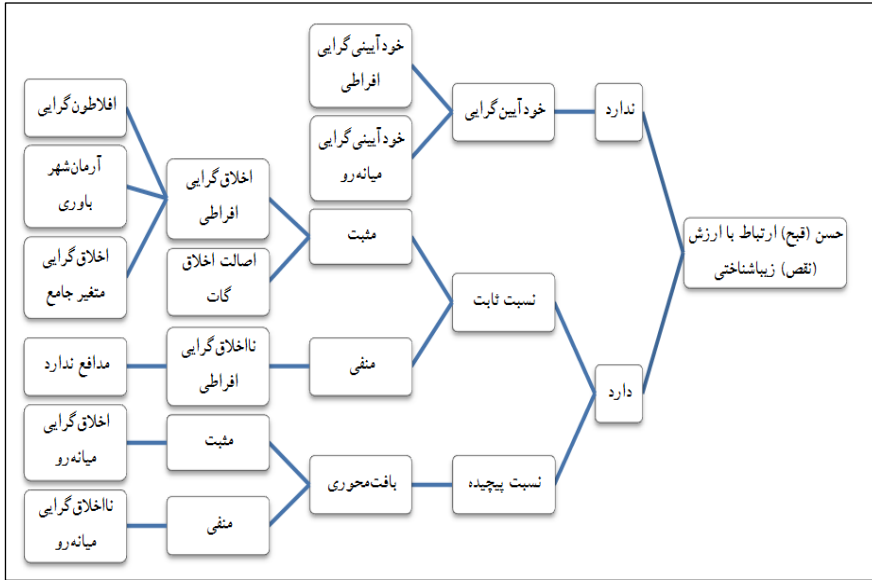 حسن (قبح) ارتباط با ارزش
(نقص) زیباشناختی
ندارد
خودآیین‌گرایی
خودآیینی‌گرایی
افراطی
خودآیینی‌گرایی
میانه‌رو
دارد
نسبت ثابت
مثبت
اخلاق‌گرایی
افراطی
افلاطون‌گرایی
آرمان‌شهر
باوری
اخلاق‌گرایی
متغیر جامع
اصالت اخلاق
گات
منفی
نااخلاق‌گرایی
افراطی
مدافع ندارد
نسبت پیچیده
بافت‌محوری
مثبت
اخلاق‌گرایی
میانه‌رو
منفی
نااخلاق‌گرایی
میانه‌رو